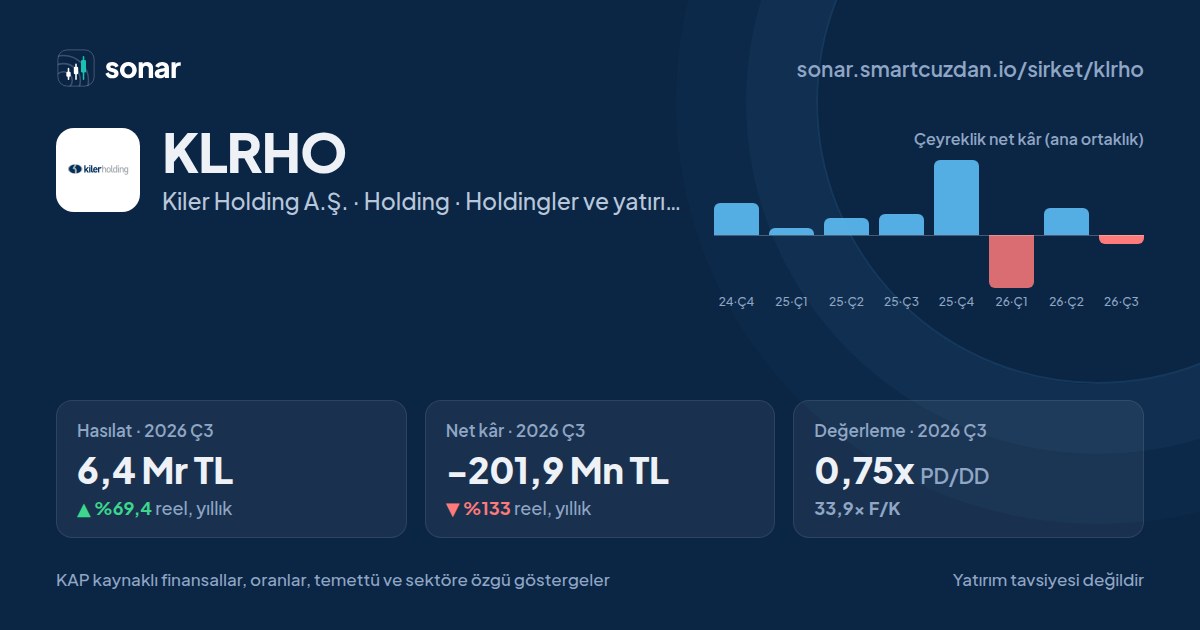 sonar
sonar.smartcuzdan.io/sirket/klrho
kilerholding
KLRHO
Kiler Holding A.Ş. · Holding · Holdingler ve yatırı...
Çeyreklik net kâr (ana ortaklık)
24·Ç4 25·Ç1 25·Ç2 25·Ç3 25·Ç4 26·Ç1 26·Ç2 26·Ç3
Hasılat · 2026 Ç3
6,4 Mr TL
▲ %69,4 reel, yıllık
Net kâr · 2026 Ç3
−201,9 Mn TL
▼ %133 reel, yıllık
Değerleme · 2026 Ç3
0,75x PD/DD
33,9× F/K
KAP kaynaklı finansallar, oranlar, temettü ve sektöre özgü göstergeler
Yatırım tavsiyesi değildir